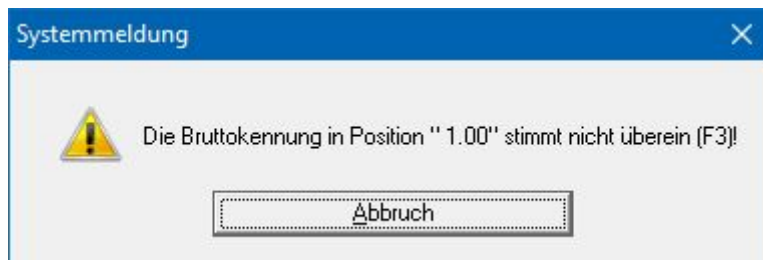 Systemmeldung
Die Bruttokennung in Position " 1.00" stimmt nicht überein (F3)!
Abbruch